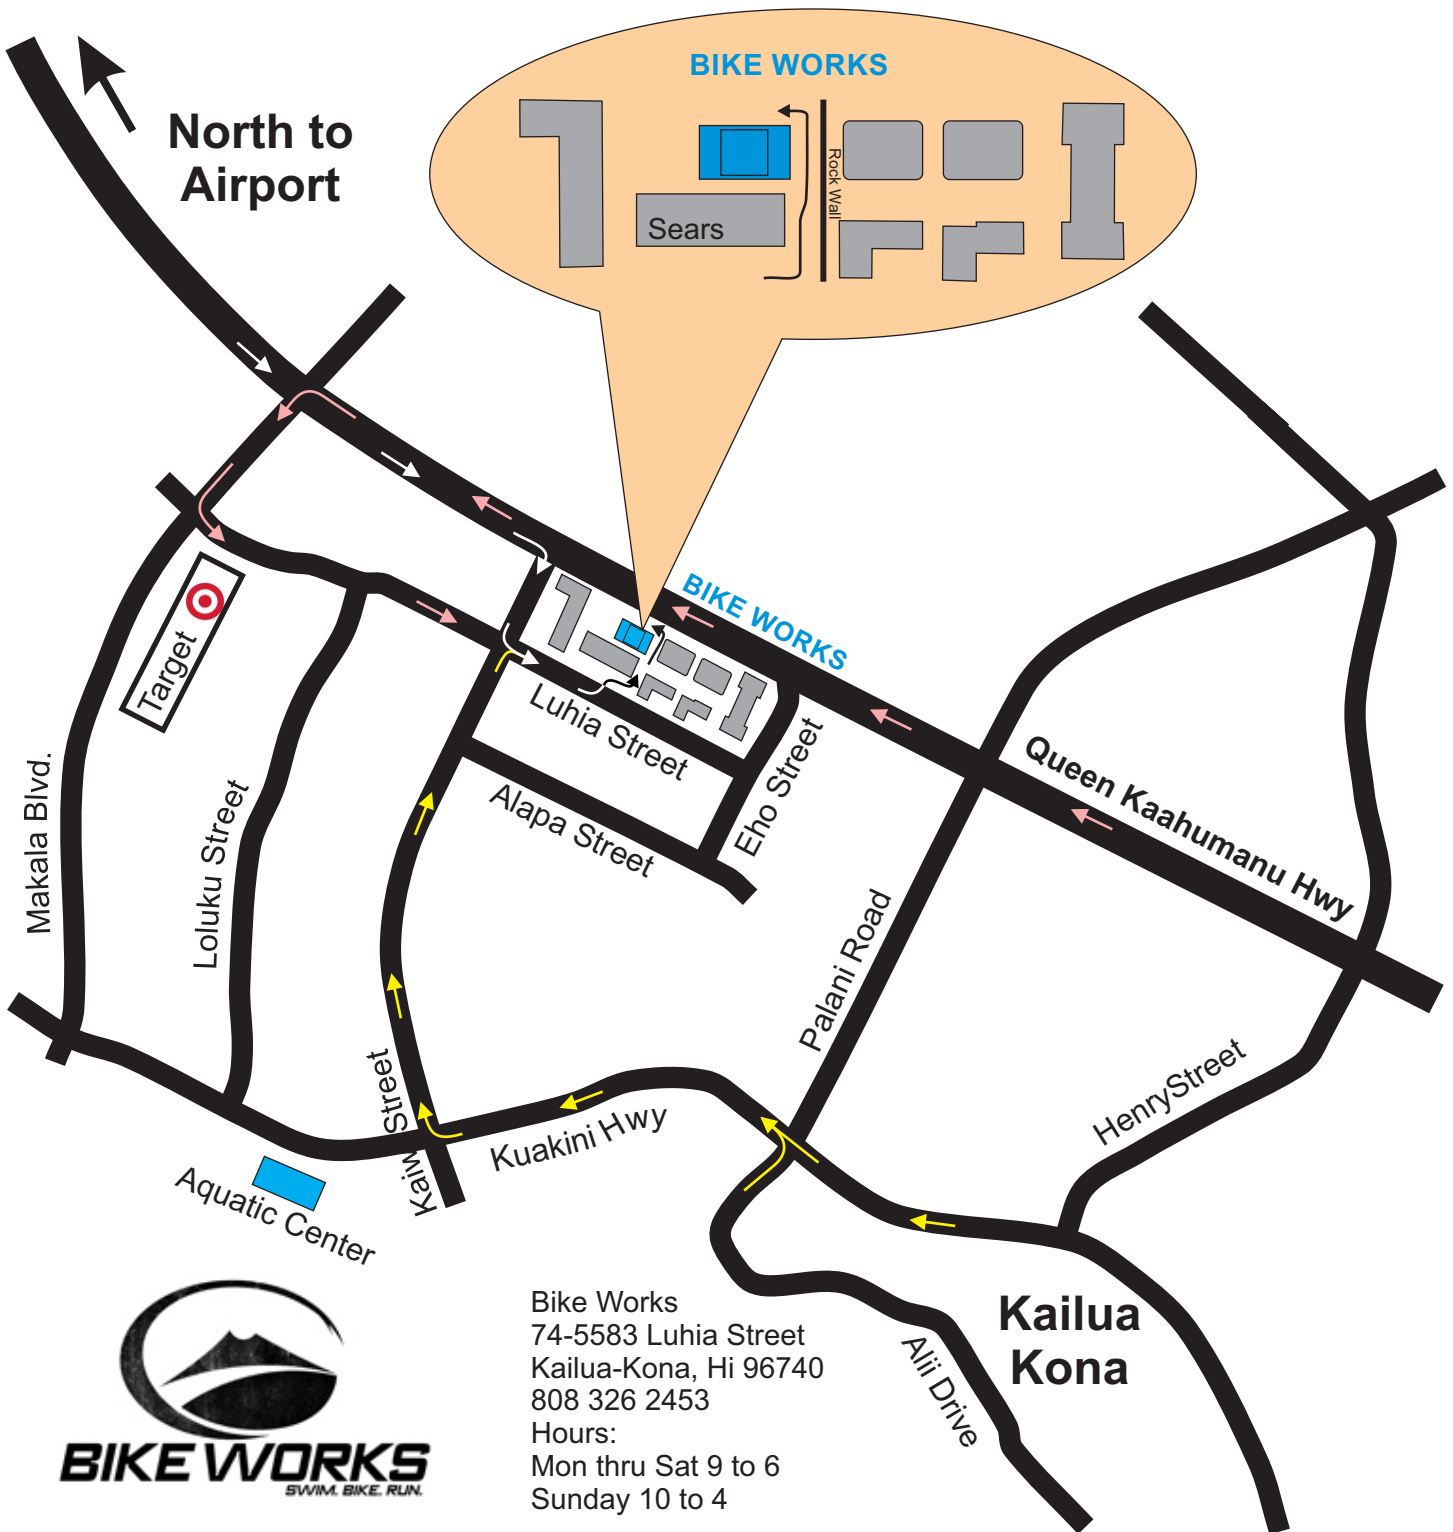 BIKE WORKS
North to
Airport
Rock Wall
Sears
BIKE WORKS
Target
Luhia Street
Queen Kaahumanu Hwy
Eho Street
Makala Blvd.
Loluku Street
Alapa Street
Palani Road
HenryStreet
Kaiw Street
Kuakini Hwy
Aquatic Center
Kailua
Kona
Alii Drive
Bike Works
74-5583 Luhia Street
Kailua-Kona, Hi 96740
808 326 2453
Hours:
Mon thru Sat 9 to 6
Sunday 10 to 4
BIKE WORKS
SWIM. BIKE. RUN.